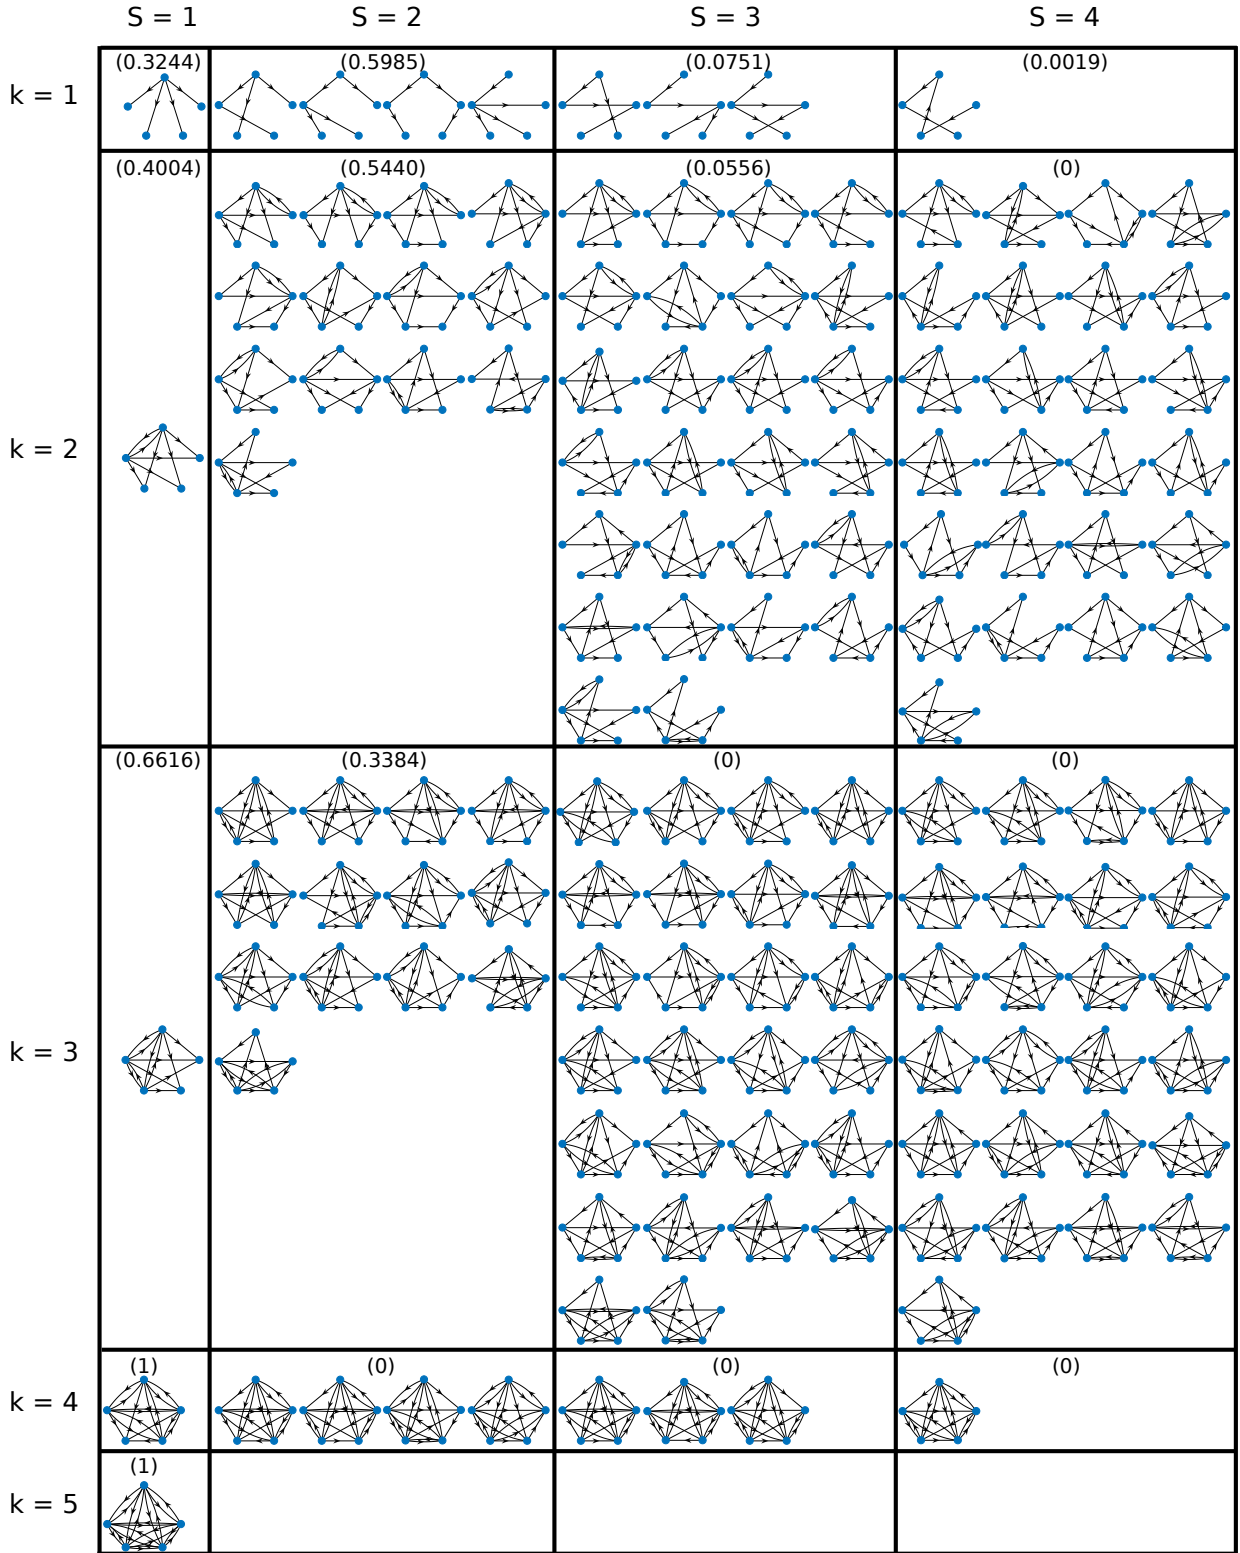 S = 1 S = 2 S = 3 S = 4
k = 1 (0.3244) (0.5985) (0.0751) (0.0019)
k = 2 (0.4004) (0.5440) (0.0556) (0)
k = 3 (0.6616) (0.3384) (0) (0)
k = 4 (1) (0) (0) (0)
k = 5 (1)